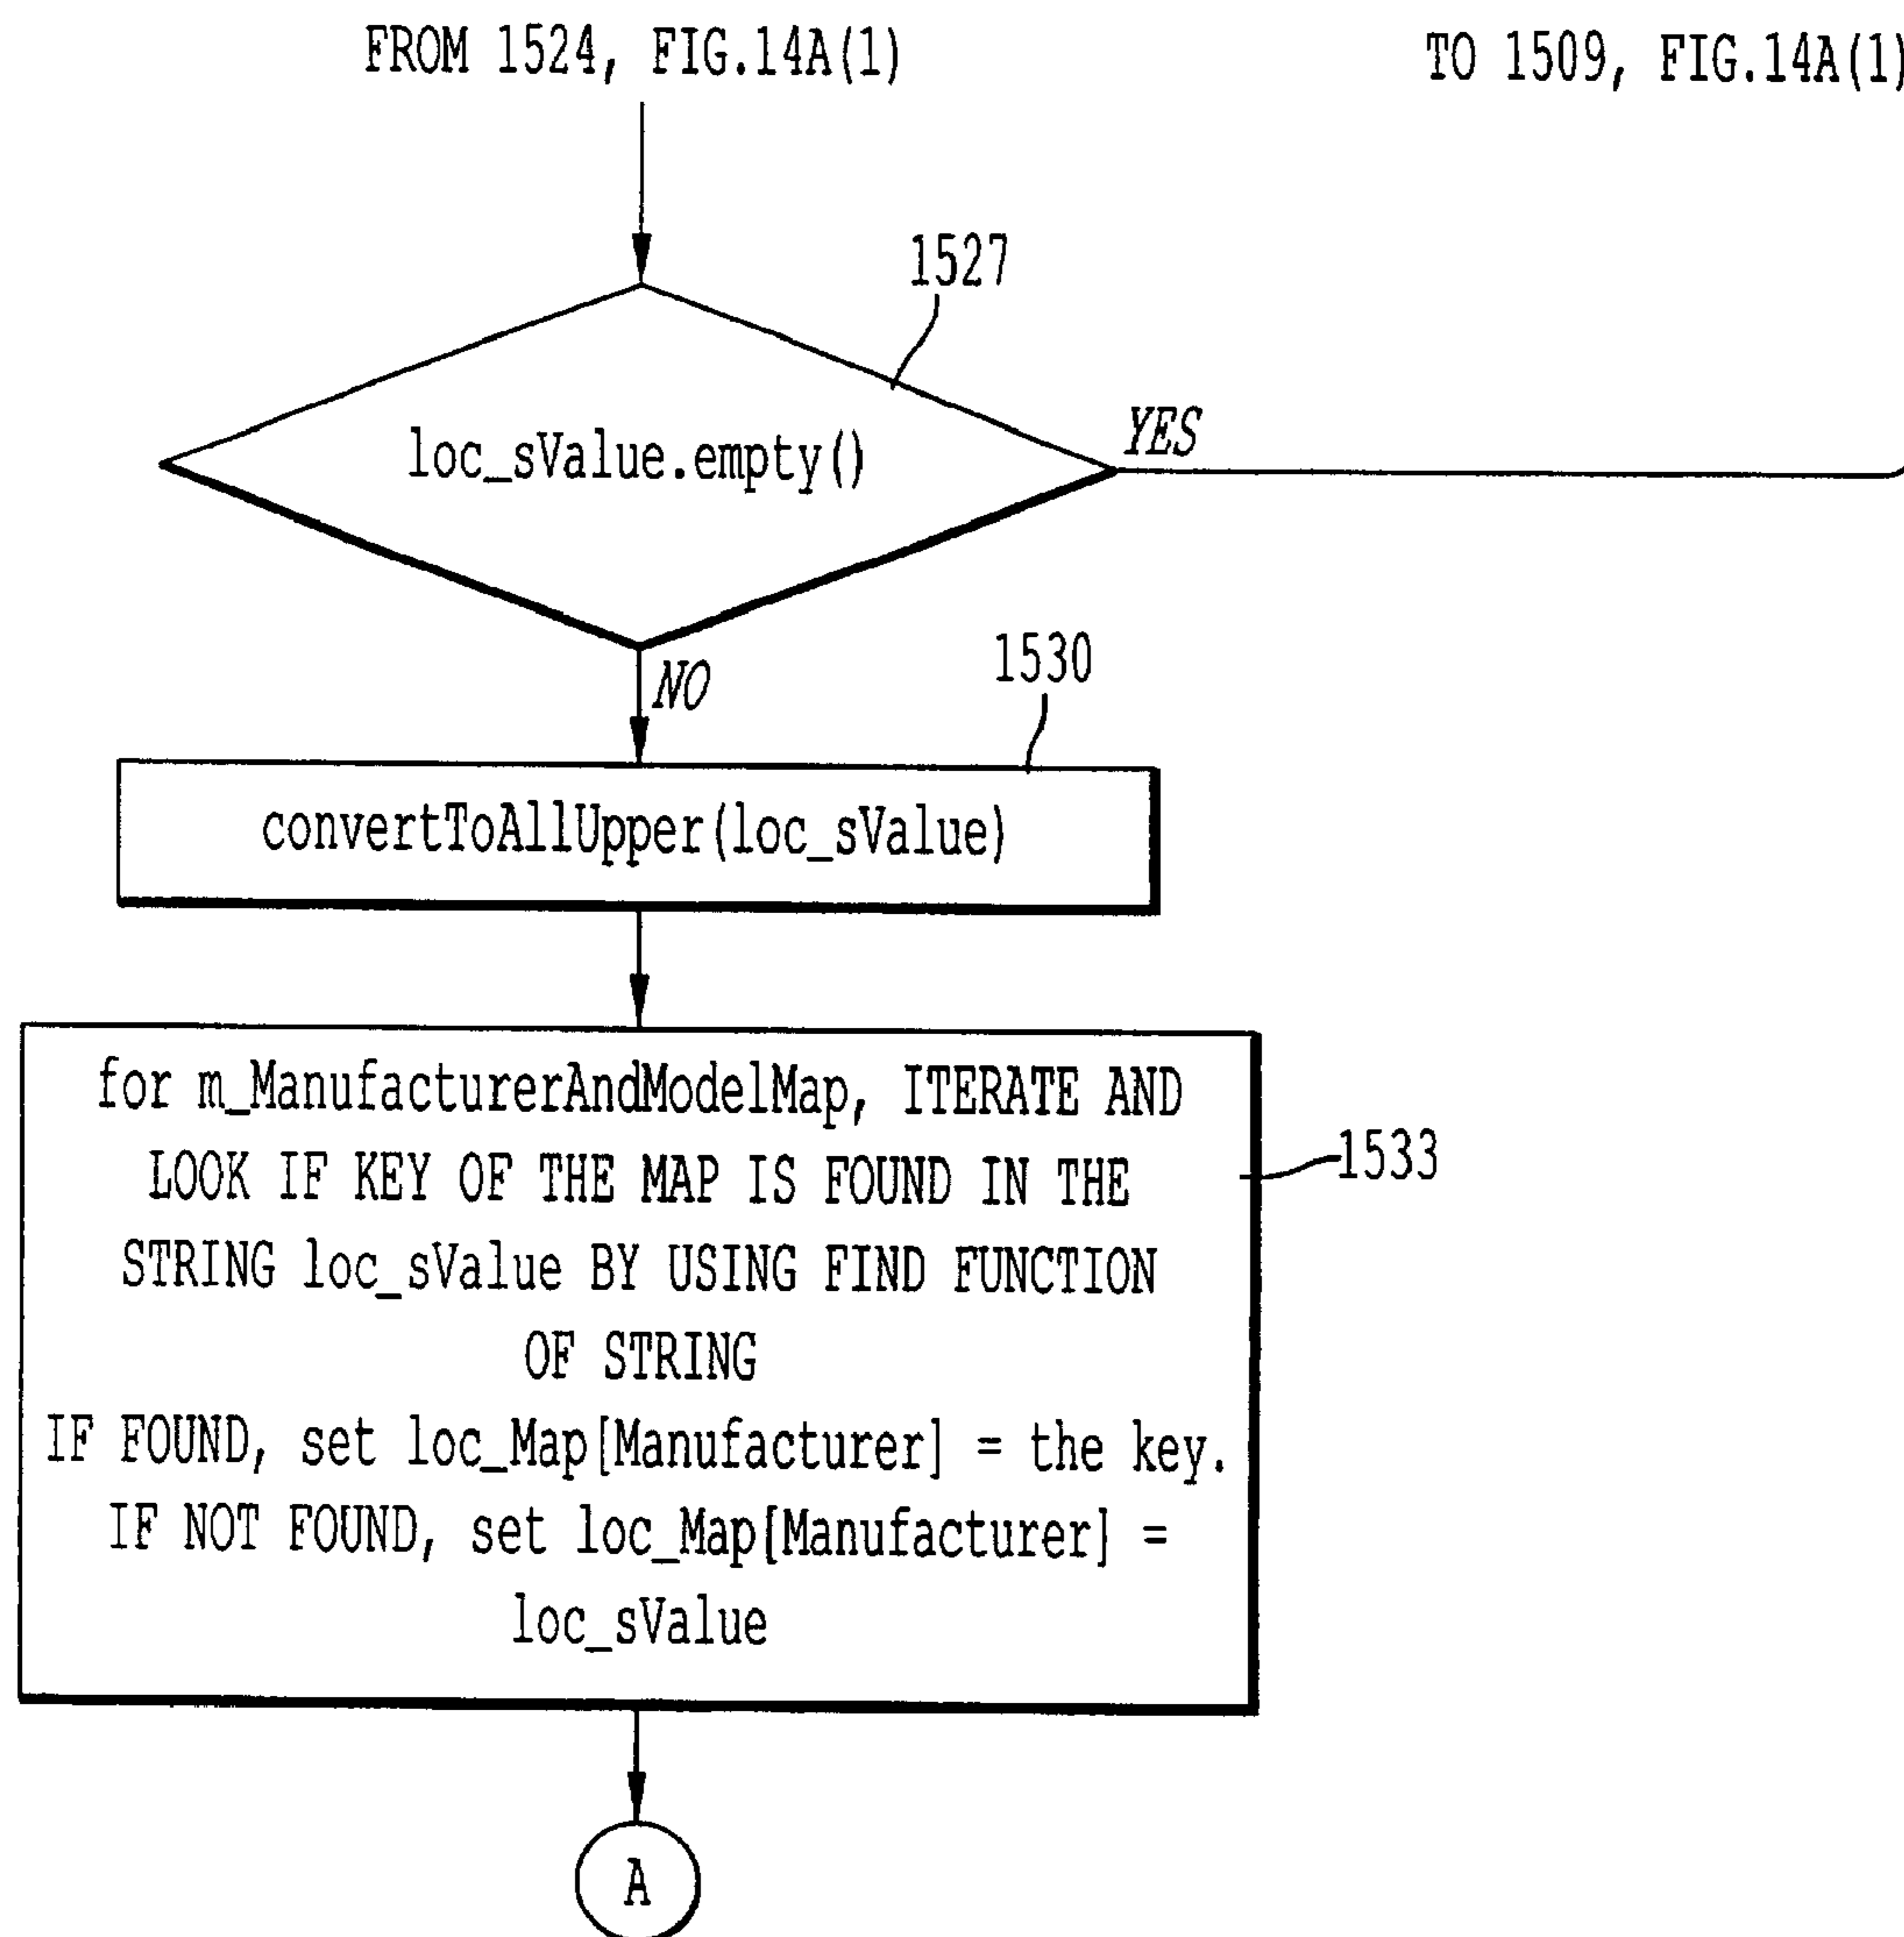 FROM 1524, FIG.14A(1)
TO 1509, FIG.14A(1)
1527
loc_sValue.empty()
YES
NO
1530
convertToAllUpper(loc_sValue)
for m_ManufacturerAndModelMap, ITERATE AND
LOOK IF KEY OF THE MAP IS FOUND IN THE
STRING loc_sValue BY USING FIND FUNCTION
OF STRING
IF FOUND, set loc_Map[Manufacturer] = the key.
IF NOT FOUND, set loc_Map[Manufacturer] =
loc_sValue
1533
A